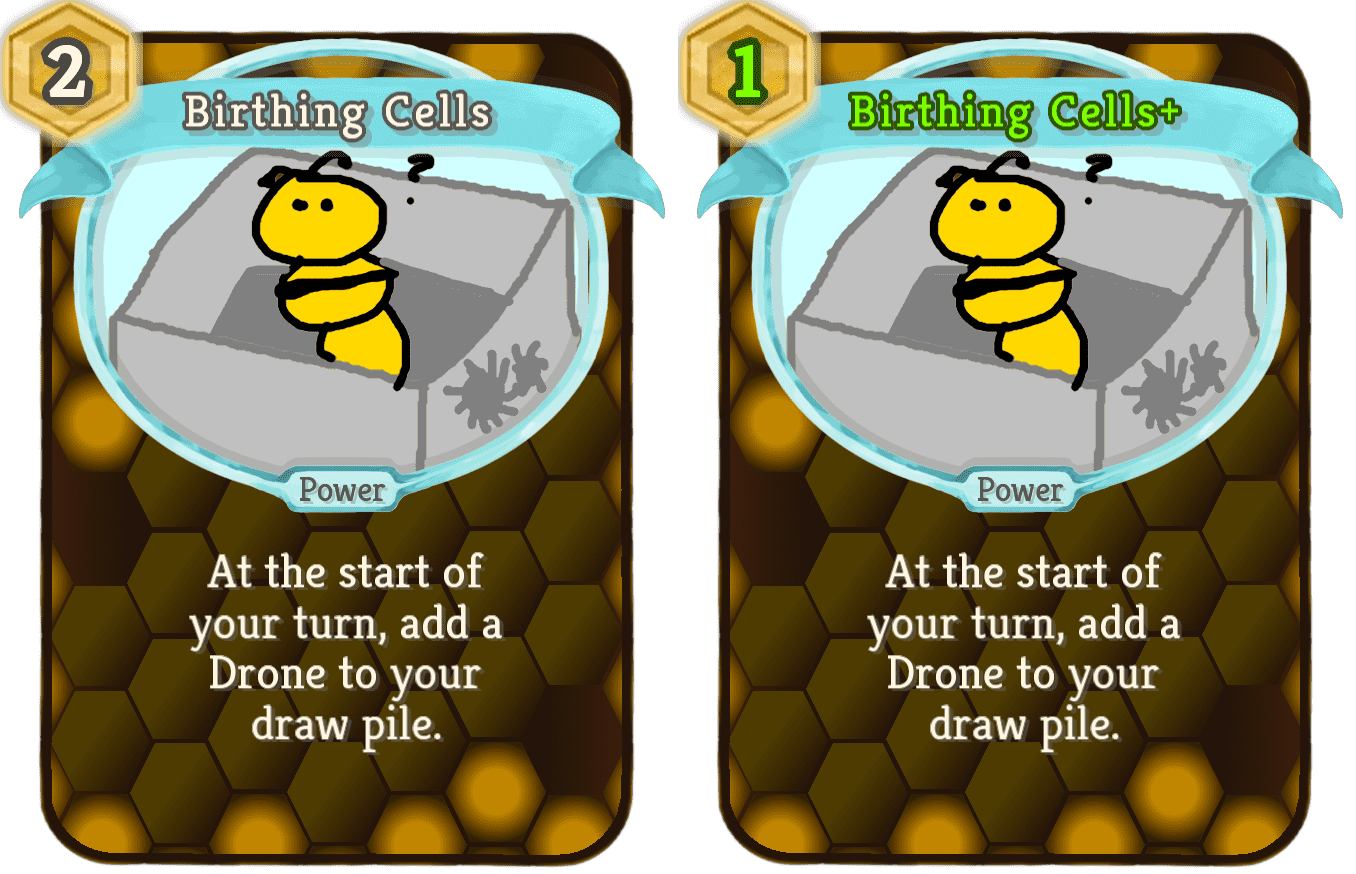 2
Birthing Cells
?
Power
At the start of
your turn, add a
Drone to your
draw pile.
1
Birthing Cells+
?
Power
At the start of
your turn, add a
Drone to your
draw pile.